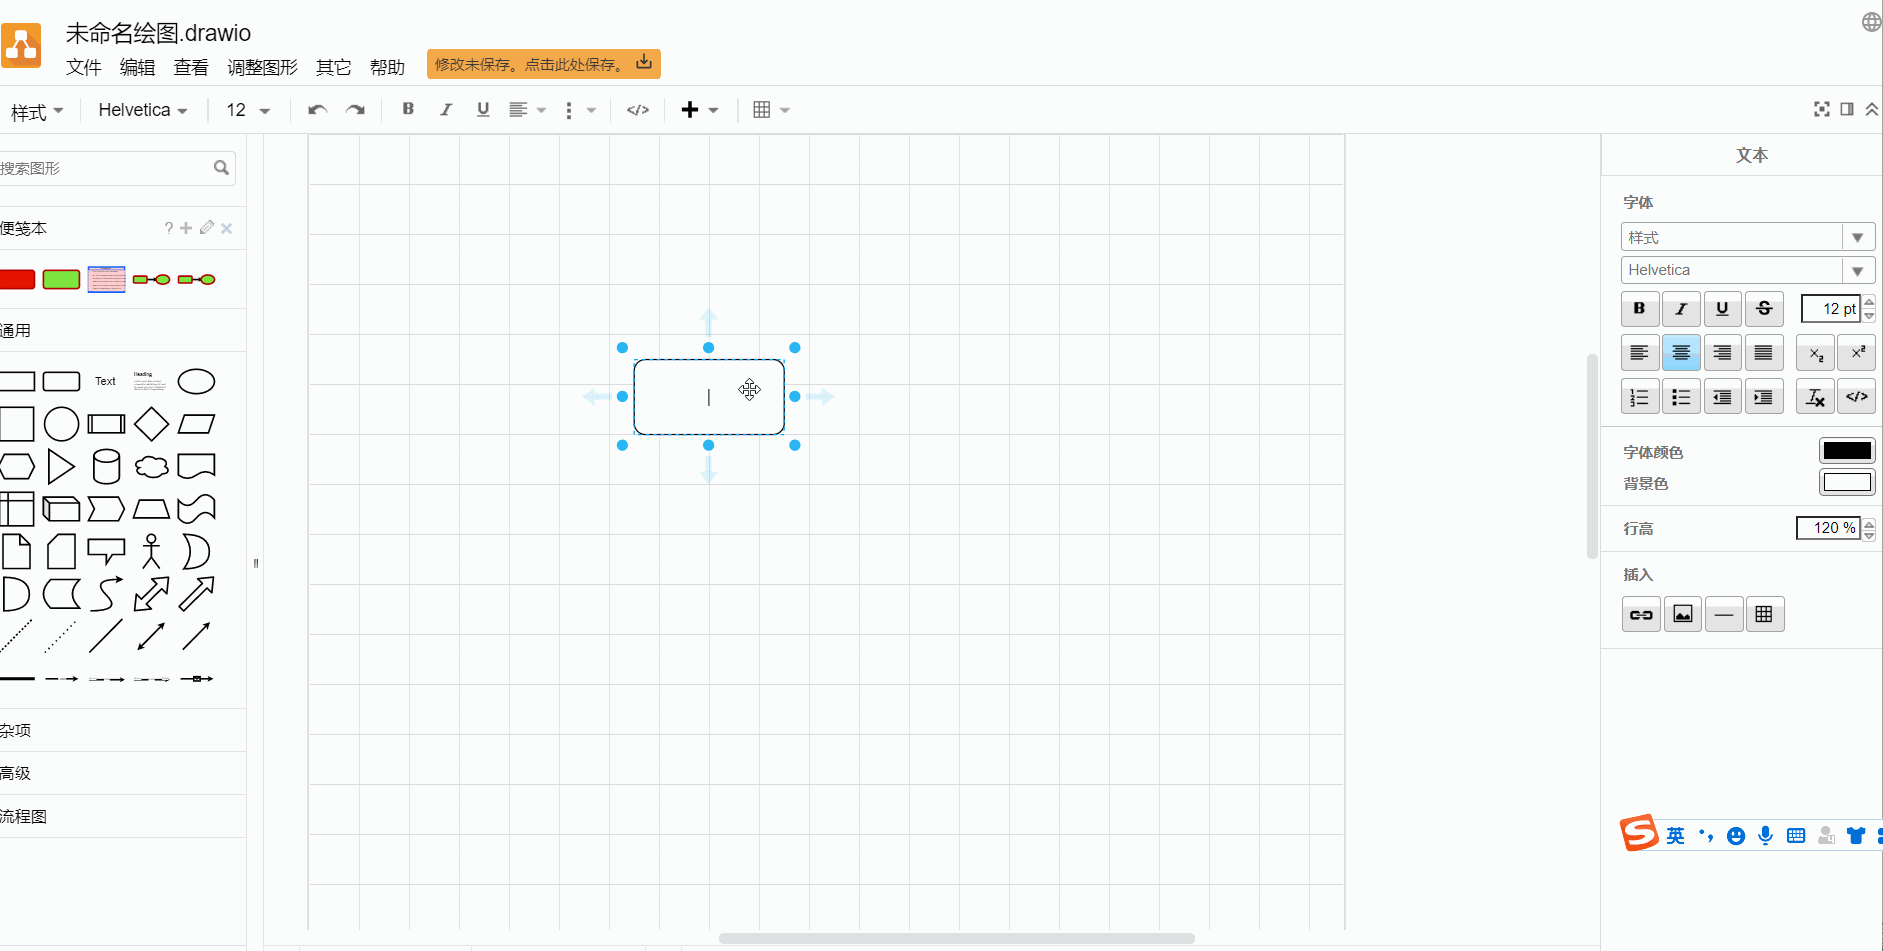 未命名绘图.drawio
文件 编辑 查看 调整图形 其它 帮助 修改未保存。点击此处保存。
样式 Helvetica 12 B I U </>
搜索图形
便笺本 ?
通用
Text
Heading
杂项
高级
流程图
文本
字体
样式
Helvetica
B I U S 12 pt
x₂ x²
</>
字体颜色
背景色
行高 120 %
插入
S 英